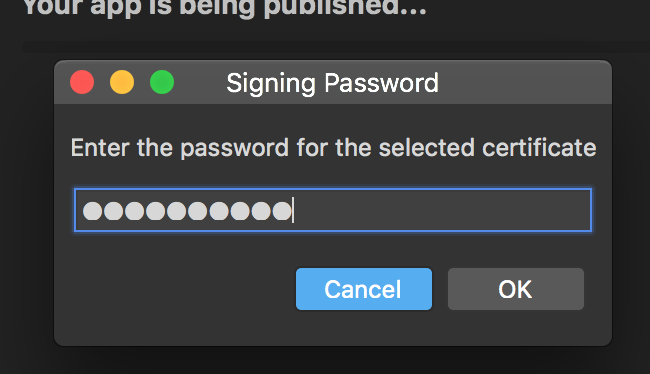 Your app is being published...
Signing Password
Enter the password for the selected certificate
●●●●●●●●●●
Cancel
OK